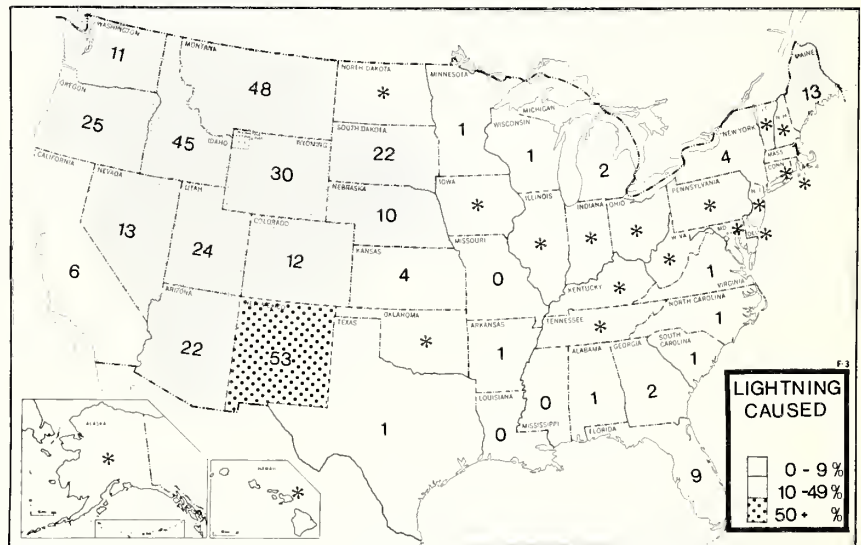 WASHINGTON
11
MONTANA
48
NORTH DAKOTA
*
MINNESOTA
1
MICHIGAN
MAINE
13
OREGON
25
IDAHO
45
WYOMING
30
SOUTH DAKOTA
22
WISCONSIN
1
2
NEW YORK
4
*
N.H.
*
MASS.
CONN.
*
*
CALIFORNIA
6
NEVADA
13
UTAH
24
COLORADO
12
NEBRASKA
10
IOWA
*
ILLINOIS
*
INDIANA
*
OHIO
*
PENNSYLVANIA
*
N.J.
*
MD.
*
DEL.
*
W.VA.
*
VIRGINIA
1
KANSAS
4
MISSOURI
0
KENTUCKY
*
ARIZONA
22
53
TEXAS
1
OKLAHOMA
*
ARKANSAS
1
TENNESSEE
*
NORTH CAROLINA
1
SOUTH CAROLINA
1
LOUISIANA
0
MISSISSIPPI
0
ALABAMA
1
GEORGIA
2
FLORIDA
9
ALASKA
*
HAWAII
*
F-3
LIGHTNING
CAUSED
0 - 9 %
10 -49 %
50 + %